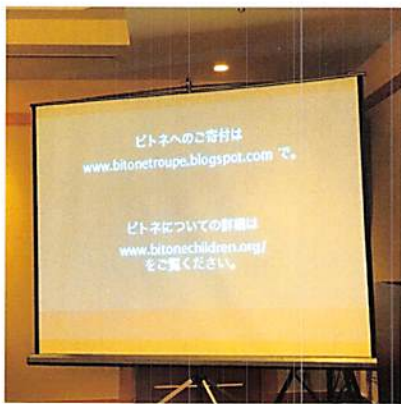 ビトネへのご寄付は
www.bitonetroupe.blogspot.com で。
ビトネについての詳細は
www.bitonechildren.org/
をご覧ください。